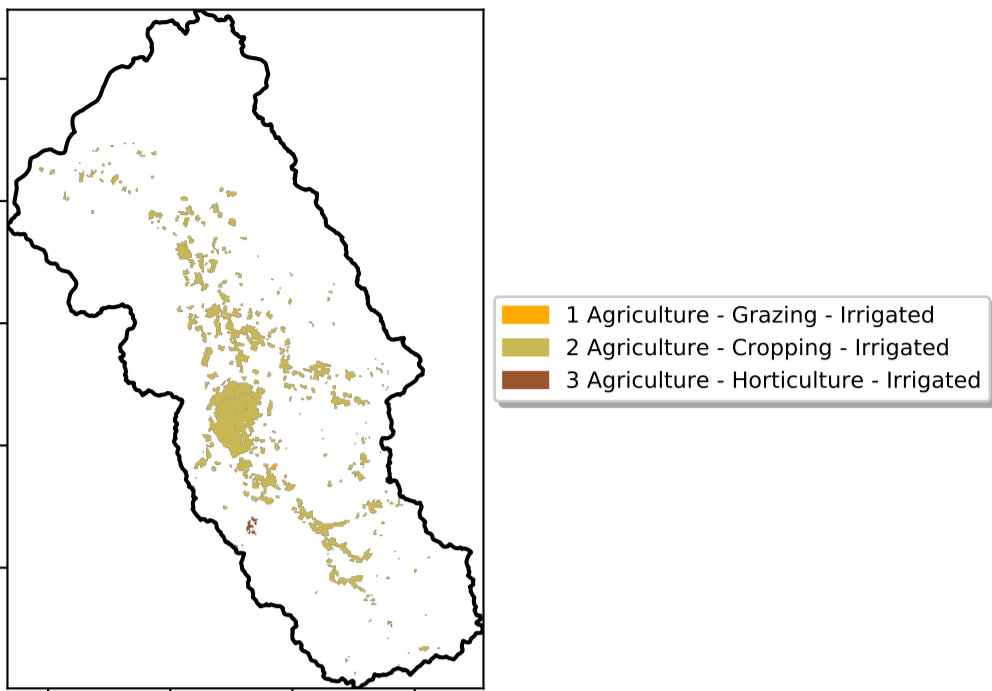 1 Agriculture - Grazing - Irrigated
2 Agriculture - Cropping - Irrigated
3 Agriculture - Horticulture - Irrigated